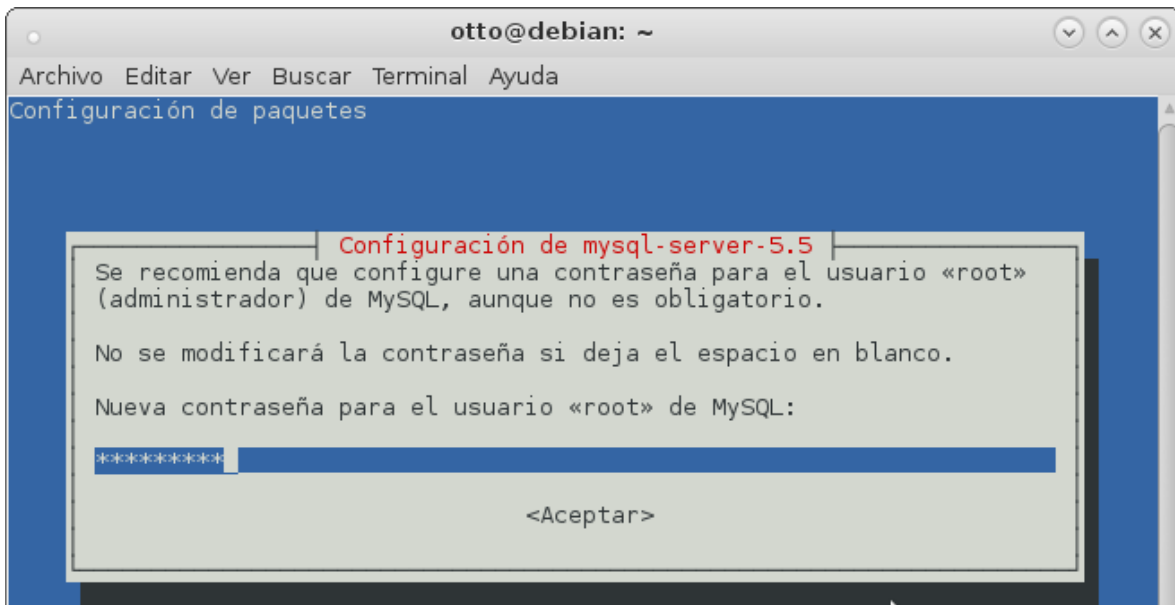 otto@debian: ~
Archivo Editar Ver Buscar Terminal Ayuda
Configuración de paquetes
Configuración de mysql-server-5.5
Se recomienda que configure una contraseña para el usuario «root»
(administrador) de MySQL, aunque no es obligatorio.
No se modificará la contraseña si deja el espacio en blanco.
Nueva contraseña para el usuario «root» de MySQL:
*********_
<Aceptar>